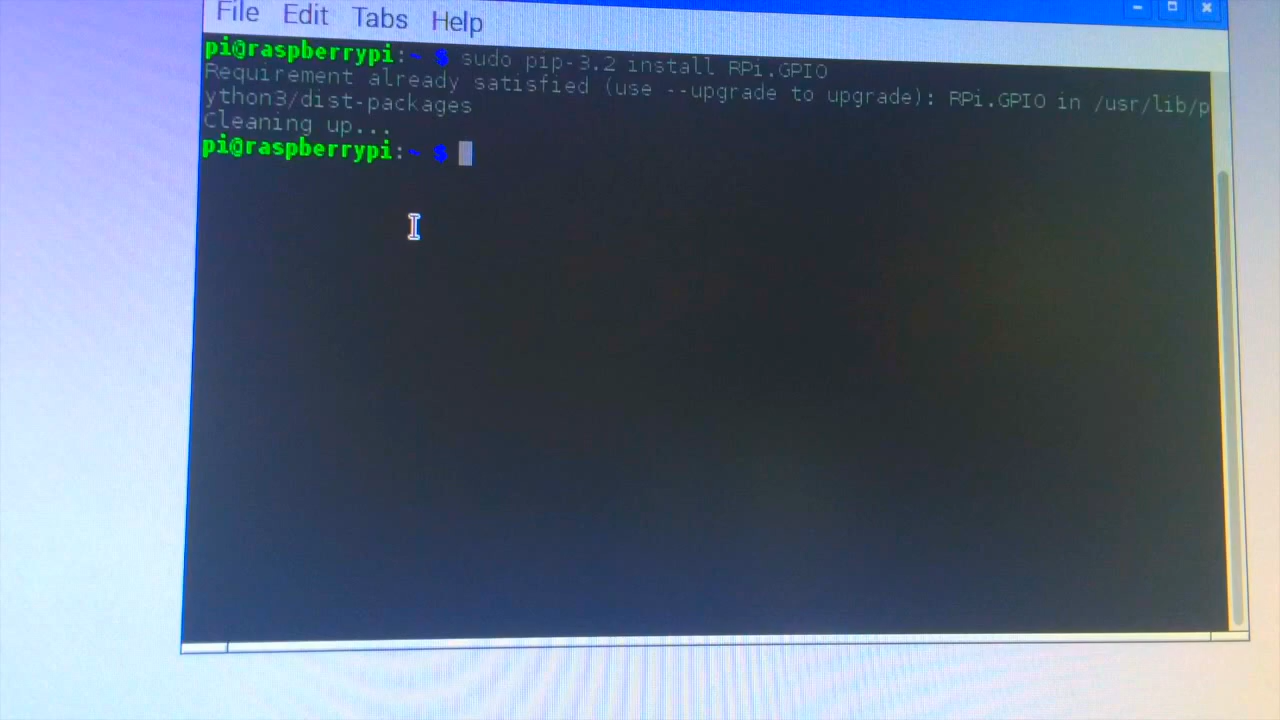 File Edit Tabs Help
pi@raspberrypi:~ $ sudo pip-3.2 install RPi.GPIO
Requirement already satisfied (use --upgrade to upgrade): RPi.GPIO in /usr/lib/p
ython3/dist-packages
Cleaning up...
pi@raspberrypi:~ $